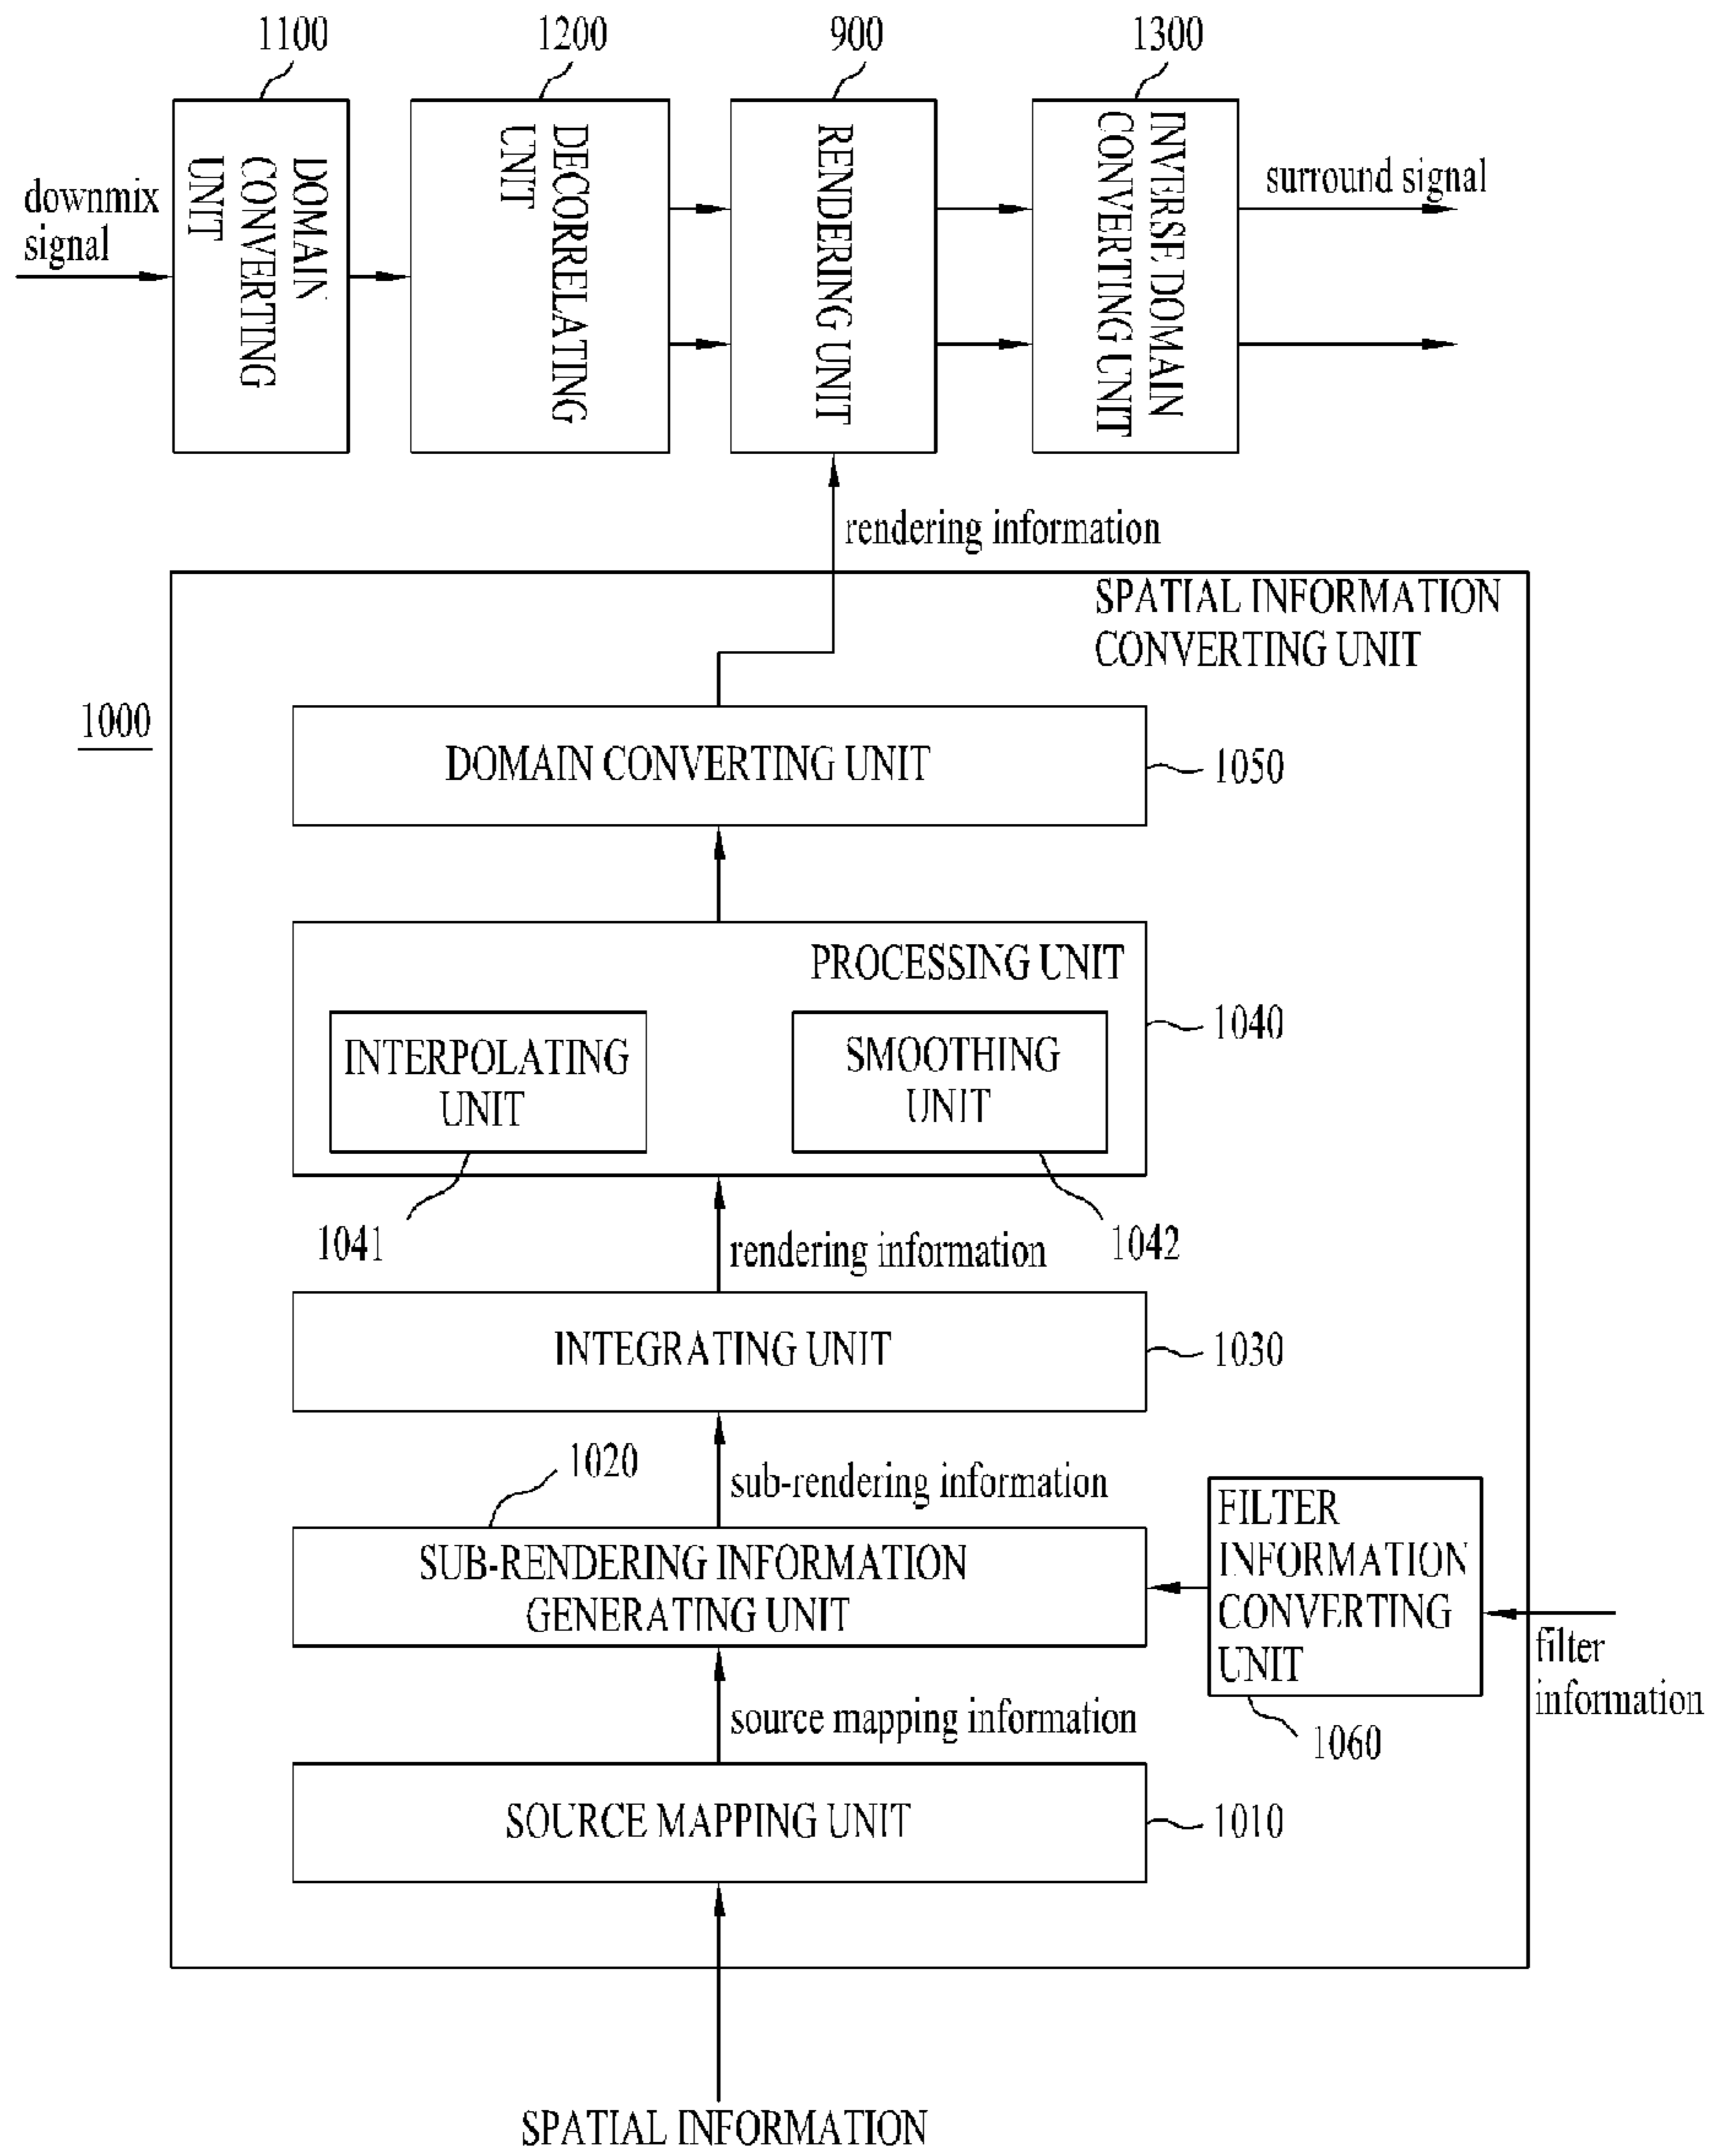 1100
1200
900
1300
downmix
signal
DOMAIN
CONVERTING
UNIT
DECORRELATING
UNIT
RENDERING UNIT
INVERSE DOMAIN
CONVERTING UNIT
surround signal
rendering information
SPATIAL INFORMATION
CONVERTING UNIT
1000
DOMAIN CONVERTING UNIT
1050
PROCESSING UNIT
1040
INTERPOLATING
UNIT
SMOOTHING
UNIT
1041
1042
rendering information
INTEGRATING UNIT
1030
1020
sub-rendering information
SUB-RENDERING INFORMATION
GENERATING UNIT
FILTER
INFORMATION
CONVERTING
UNIT
filter
information
1060
source mapping information
SOURCE MAPPING UNIT
1010
SPATIAL INFORMATION